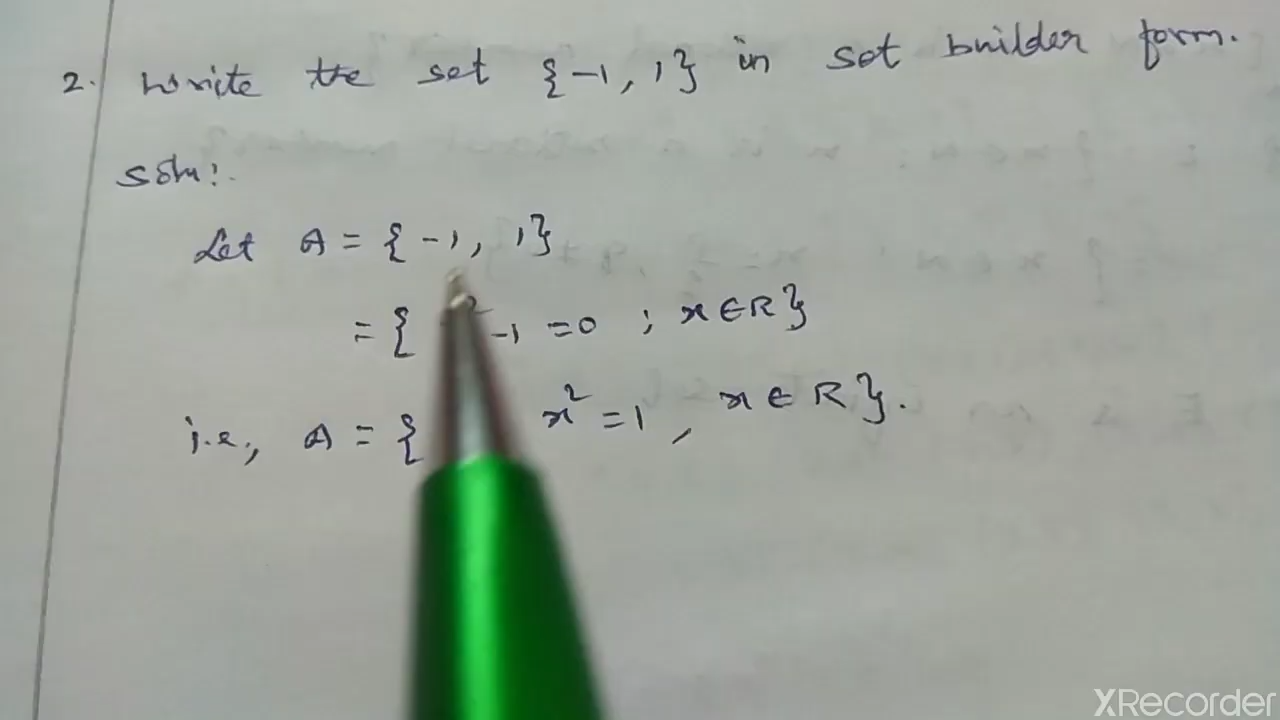 2. Write the set {-1, 1} in set builder form.
Soln:
Let A = {-1, 1}
= { ² -1 = 0 ; x ∈ R}
i.e., A = { x² = 1 , x ∈ R}.
XRecorder